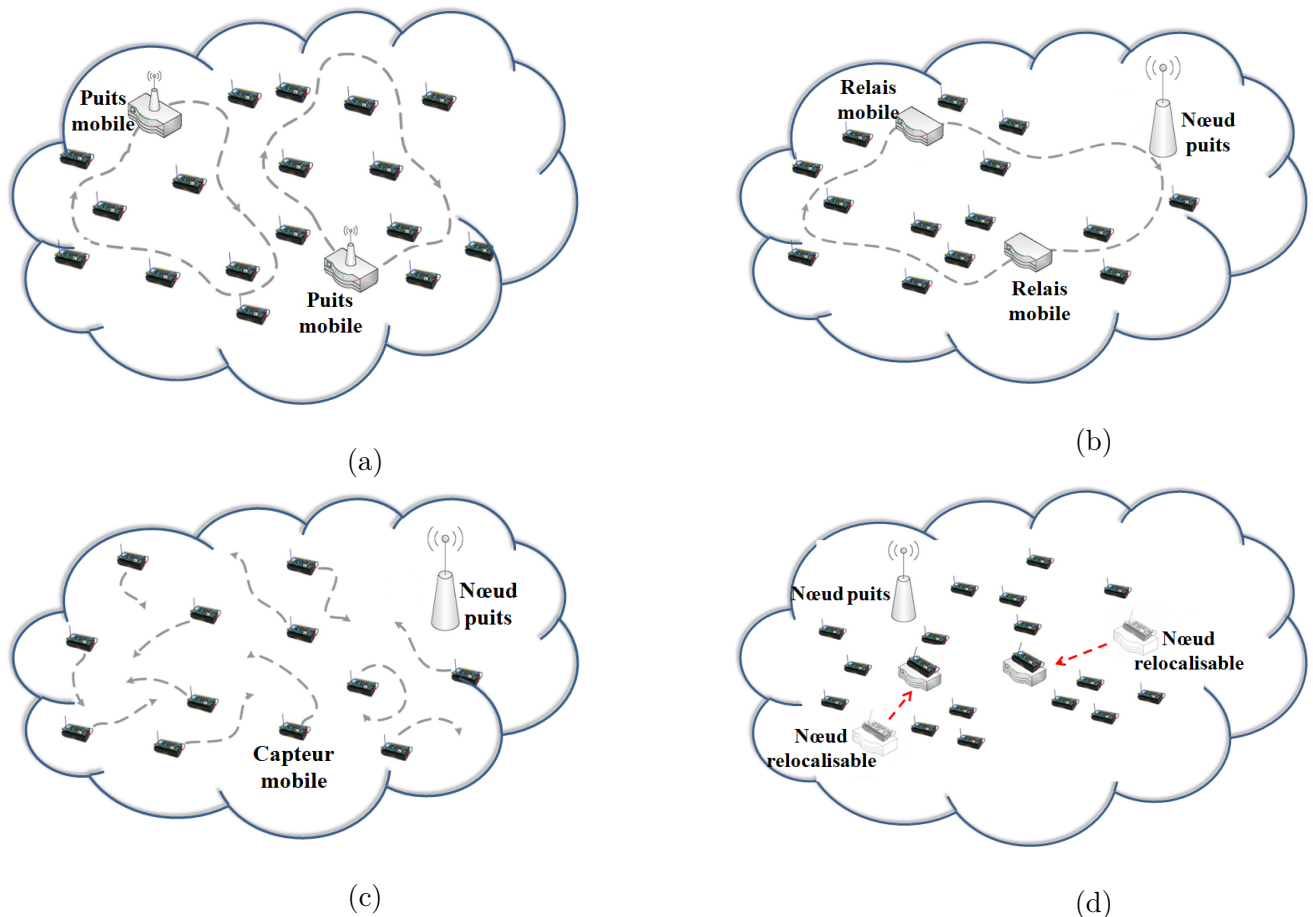 Puits
mobile
Puits
mobile
(a)
Relais
mobile
Nœud
puits
Relais
mobile
(b)
Nœud
puits
Capteur
mobile
(c)
Nœud puits
Nœud
relocalisable
Nœud
relocalisable
(d)